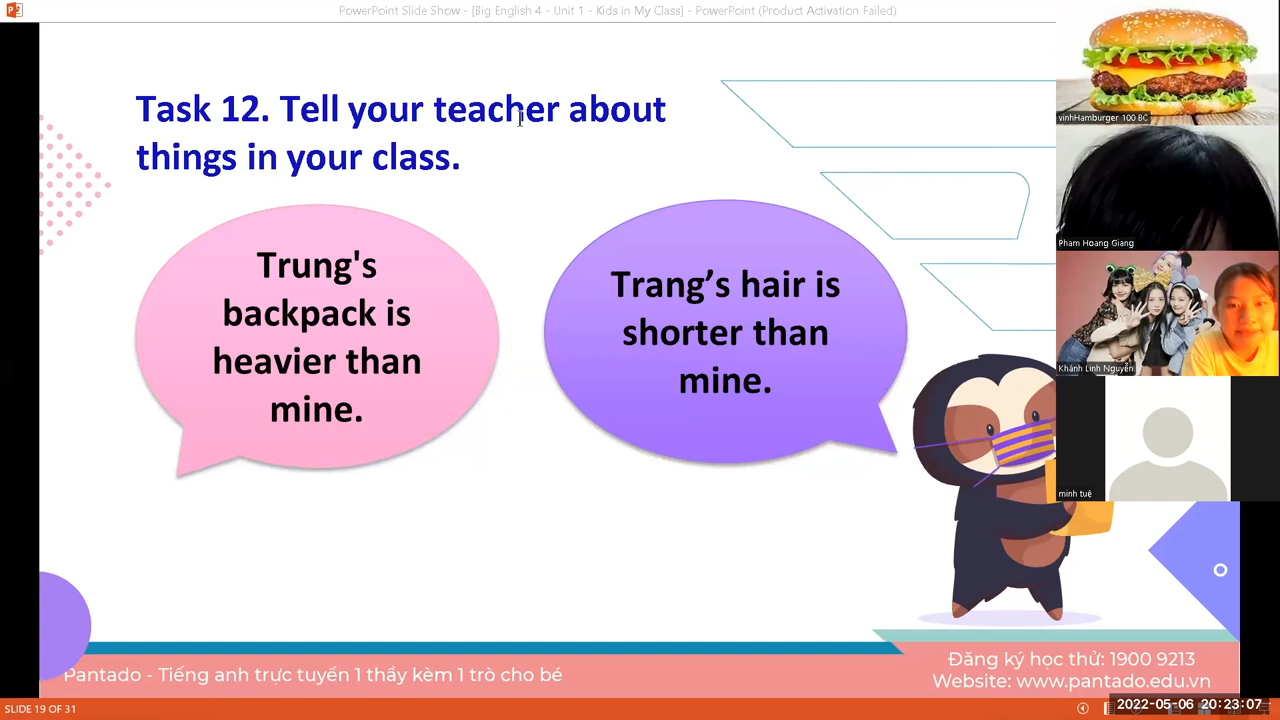 PowerPoint Slide Show - [Big English 4 - Unit 1 - Kids in My Class] - PowerPoint (Product Activation Failed)
Task 12. Tell your teacher about
things in your class.
Trung's
backpack is
heavier than
mine.
Trang’s hair is
shorter than
mine.
vinhHamburger 100 BC
Pham Hoang Giang
Khánh Linh Nguyễn
minh tuệ
Pantado - Tiếng anh trực tuyến 1 thầy kèm 1 trò cho bé
Đăng ký học thử: 1900 9213
Website: www.pantado.edu.vn
SLIDE 19 OF 31
2022-05-06 20:23:07